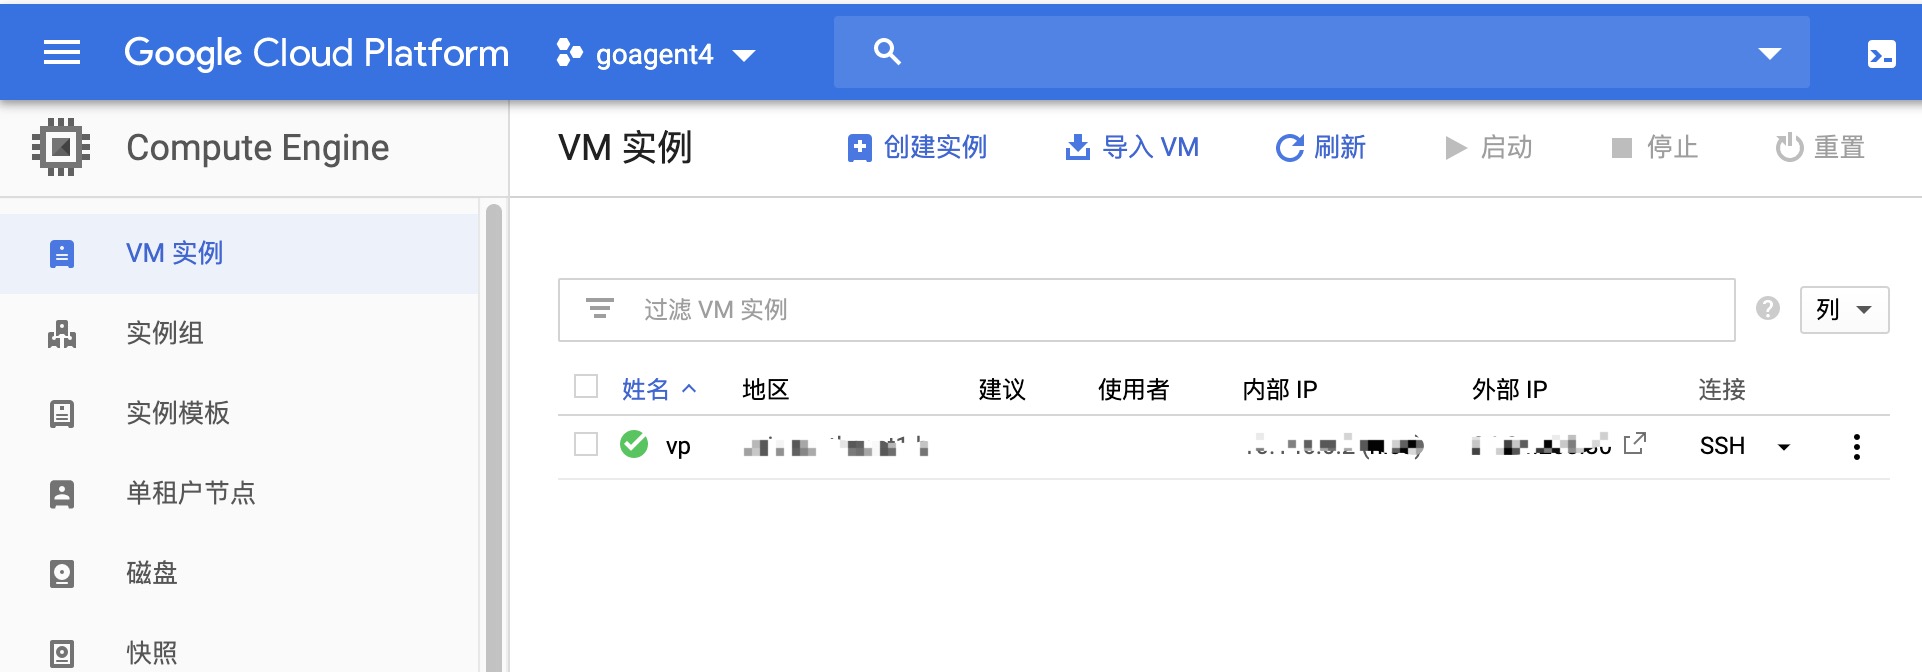 Google Cloud Platform goagent4
Compute Engine
VM 实例 创建实例 导入 VM 刷新 启动 停止 重置
VM 实例
实例组
实例模板
单租户节点
磁盘
快照
过滤 VM 实例 ? 列
姓名 地区 建议 使用者 内部 IP 外部 IP 连接
vp SSH